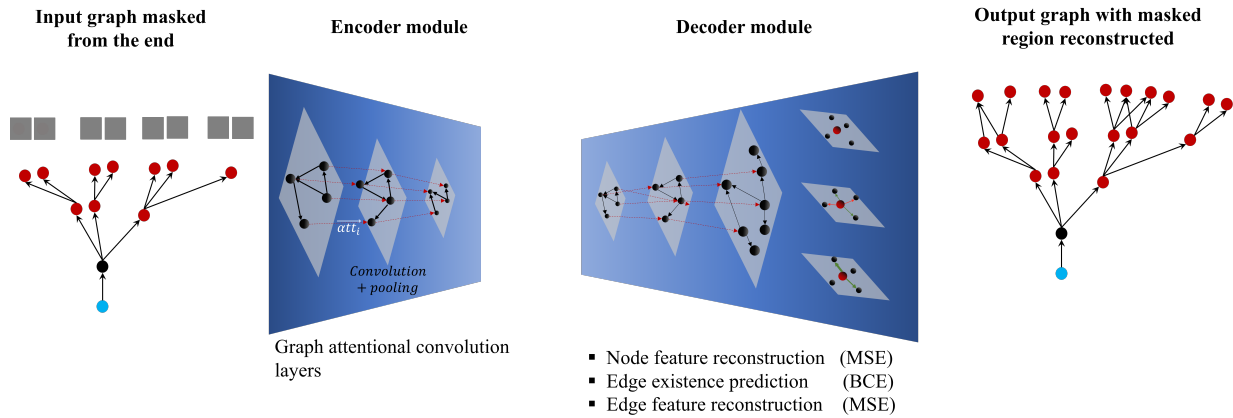 Input graph masked
from the end
Encoder module
Decoder module
Output graph with masked
region reconstructed
αtt𝑖
Convolution
+ pooling
Graph attentional convolution
layers
▪ Node feature reconstruction (MSE)
▪ Edge existence prediction (BCE)
▪ Edge feature reconstruction (MSE)